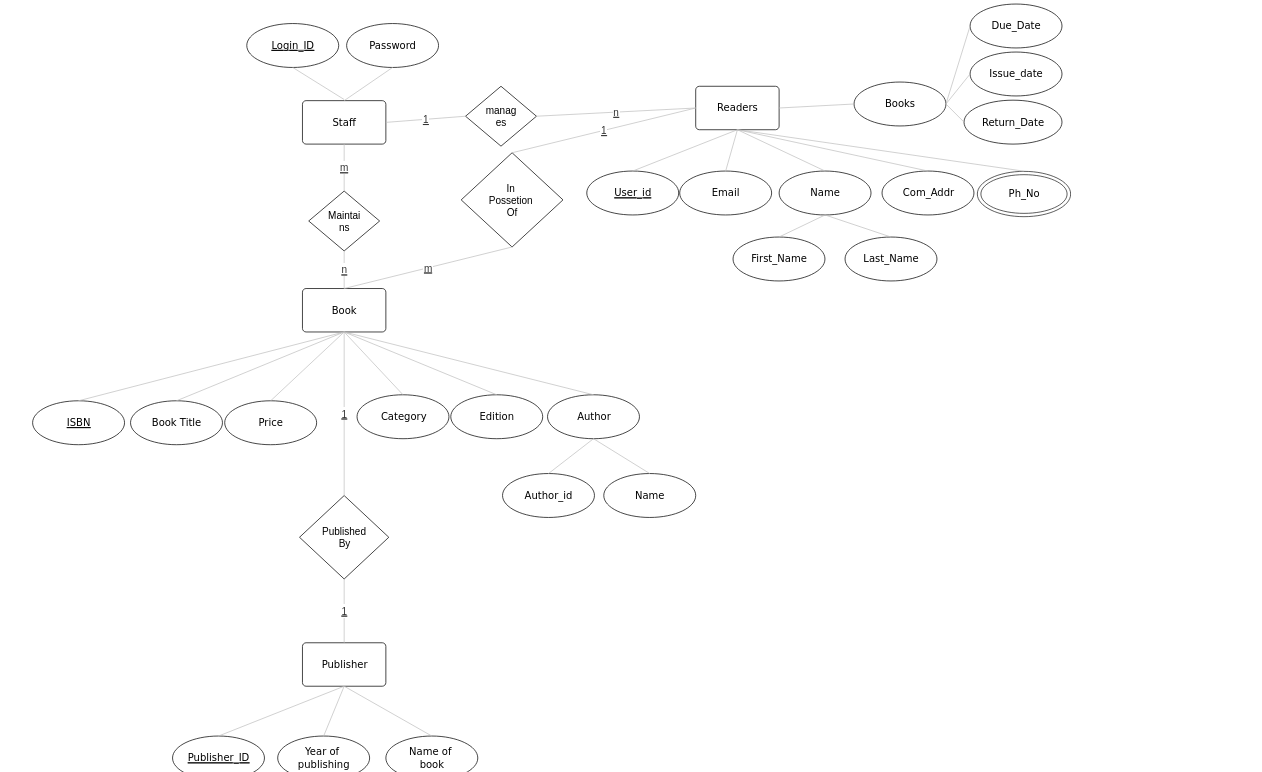 Due_Date
Login_ID
Password
Issue_date
Books
Readers
manag
es
1
n
Staff
Return_Date
1
m
In
Possetion
Of
User_id
Email
Name
Com_Addr
Ph_No
Maintai
ns
First_Name
Last_Name
n
m
Book
ISBN
Book Title
Price
1
Category
Edition
Author
Author_id
Name
Published
By
1
Publisher
Publisher_ID
Year of
publishing
Name of
book